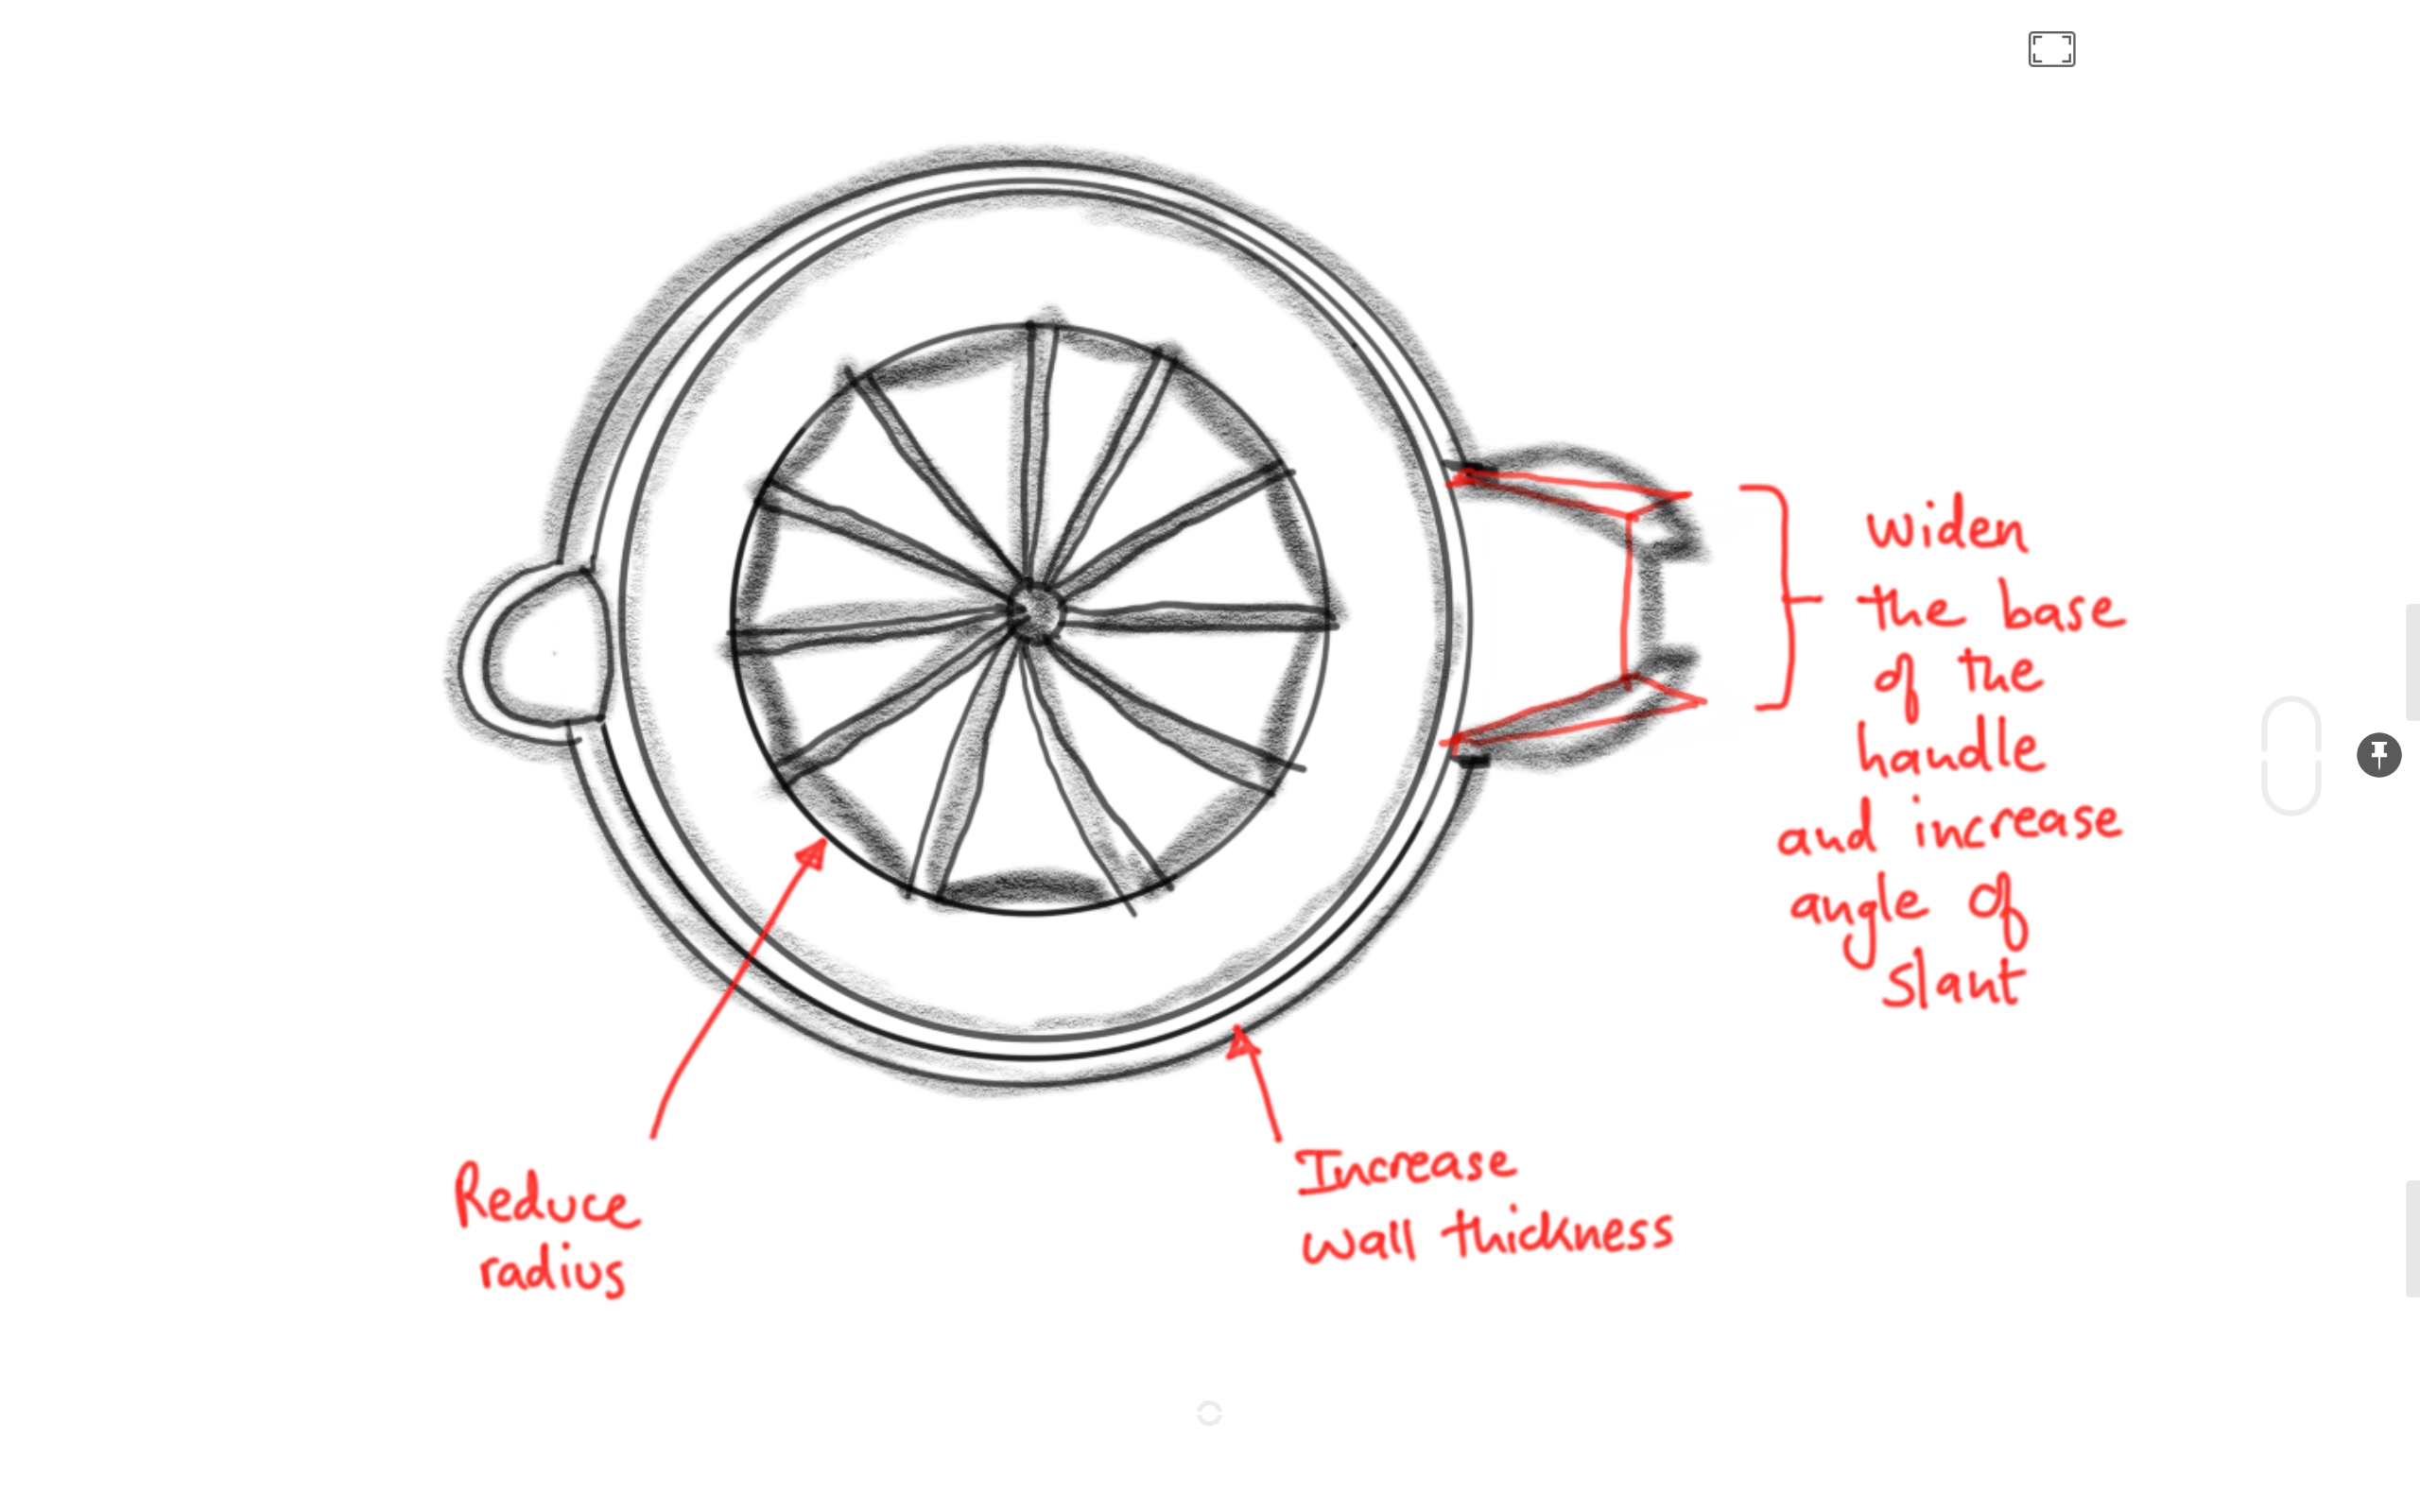 widen
the base
of the
handle
and increase
angle of
slant
Reduce
radius
Increase
wall thickness